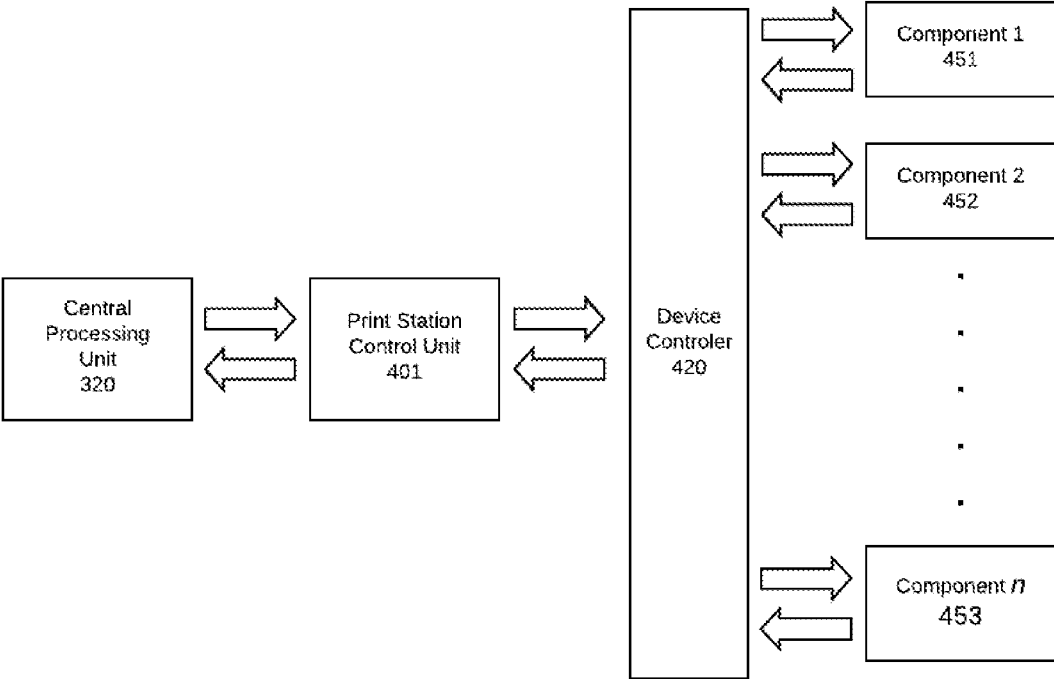 Component 1
451
Component 2
452
Central
Processing
Unit
320
Print Station
Control Unit
401
Device
Controler
420
Component n
453